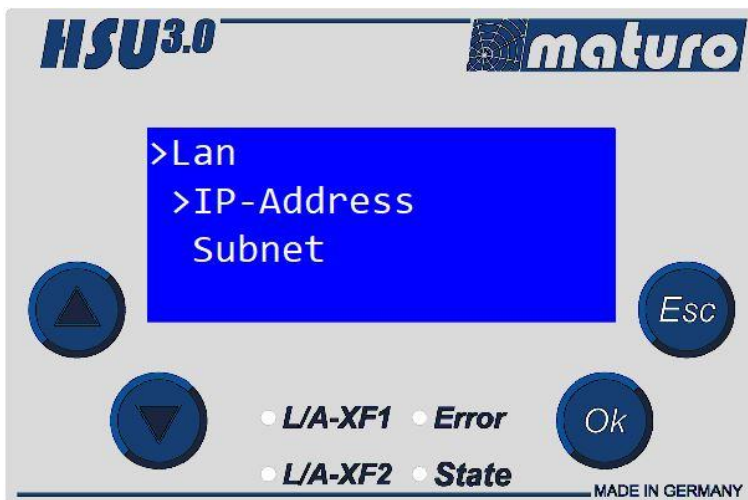 HSU3.0
maturo
>Lan
>IP-Address
Subnet
Esc
Ok
L/A-XF1
Error
L/A-XF2
State
MADE IN GERMANY